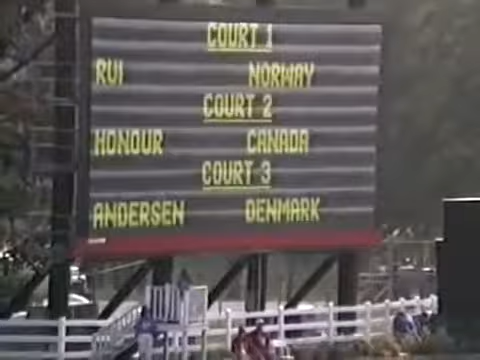 COURT 1
RUI NORWAY
COURT 2
HONOUR CANADA
COURT 3
ANDERSEN DENMARK